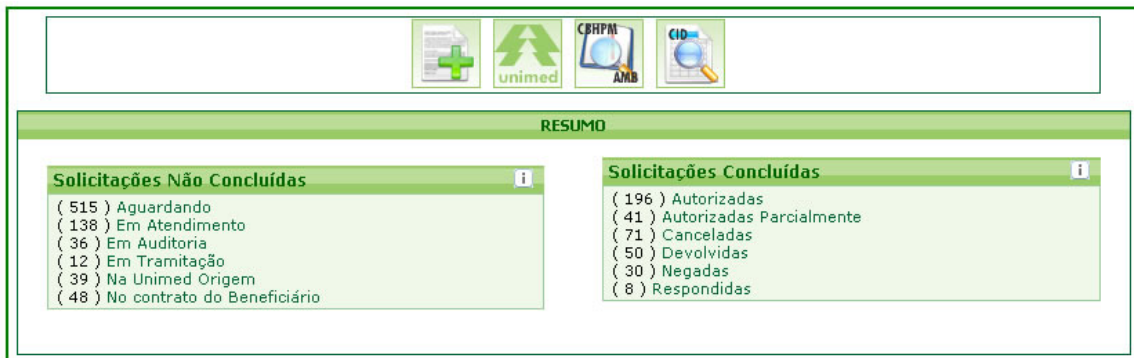 unimed
CBHPM
AMB
CID
RESUMO
Solicitações Não Concluídas
i
( 515 ) Aguardando
( 138 ) Em Atendimento
( 36 ) Em Auditoria
( 12 ) Em Tramitação
( 39 ) Na Unimed Origem
( 48 ) No contrato do Beneficiário
Solicitações Concluídas
i
( 196 ) Autorizadas
( 41 ) Autorizadas Parcialmente
( 71 ) Canceladas
( 50 ) Devolvidas
( 30 ) Negadas
( 8 ) Respondidas